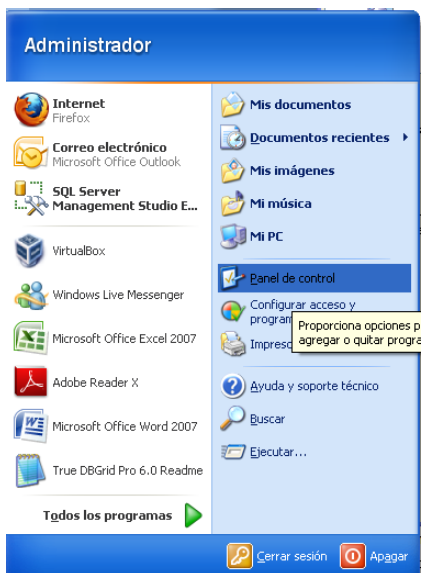 Administrador
Internet
Firefox
Correo electrónico
Microsoft Office Outlook
SQL Server
Management Studio E...
VirtualBox
Windows Live Messenger
Microsoft Office Excel 2007
Adobe Reader X
Microsoft Office Word 2007
True DBGrid Pro 6.0 Readme
Todos los programas
Mis documentos
Documentos recientes
Mis imágenes
Mi música
Mi PC
Panel de control
Configurar acceso y
program
Proporciona opciones p
agregar o quitar progra
Impreso
Ayuda y soporte técnico
Buscar
Ejecutar...
Cerrar sesión
Apagar